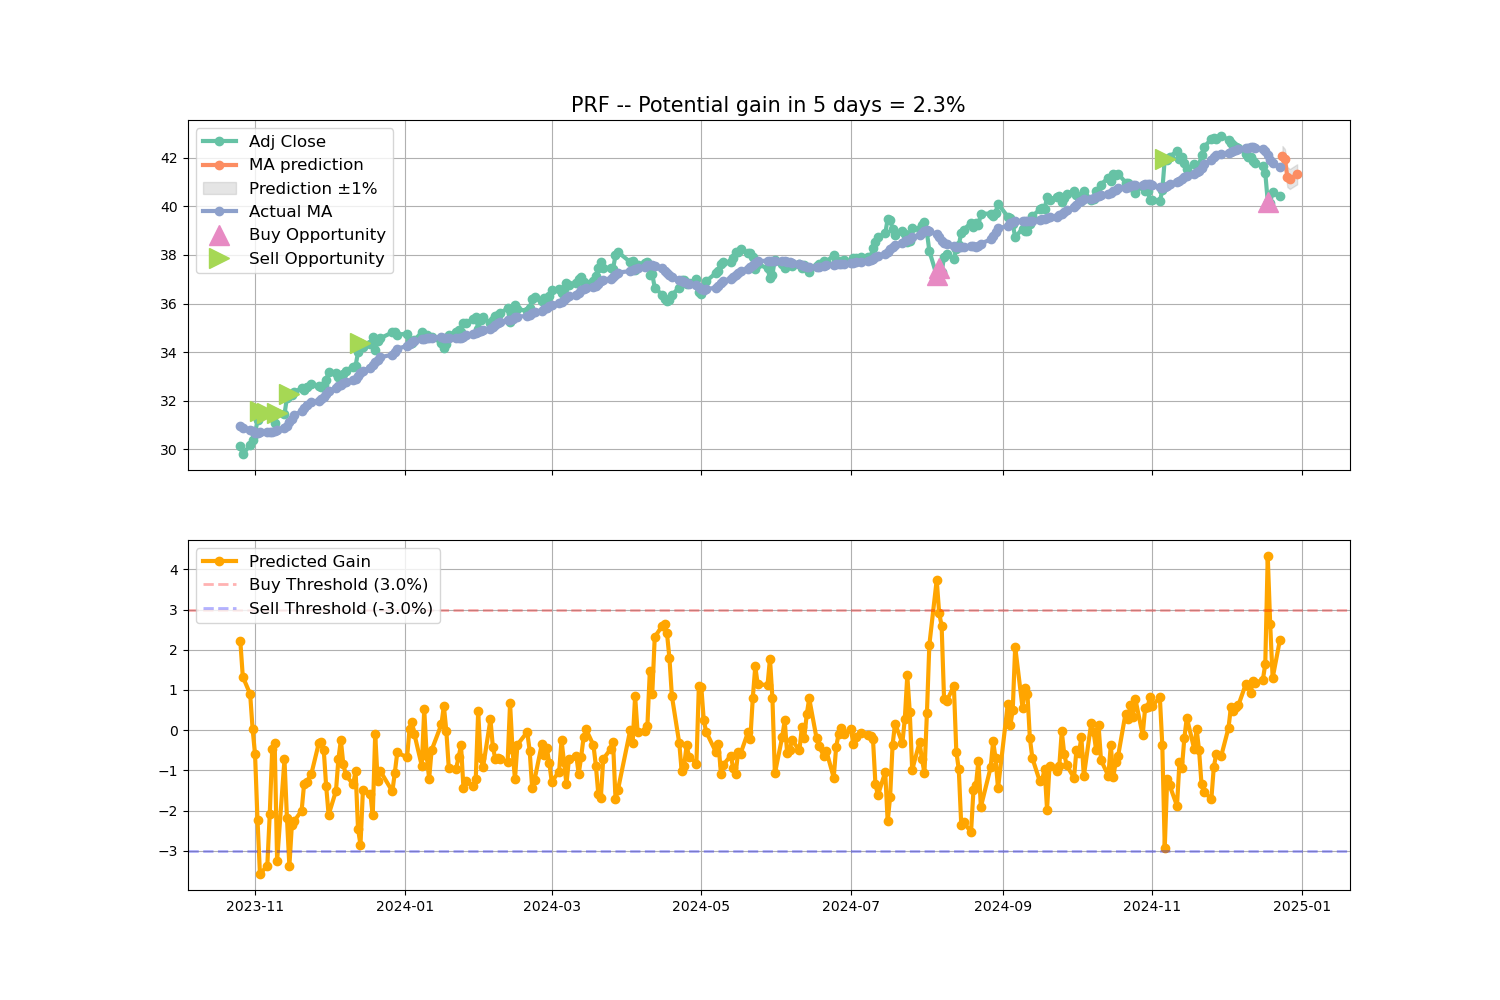 PRF -- Potential gain in 5 days = 2.3%
Adj Close
MA prediction
Prediction ±1%
Actual MA
Buy Opportunity
Sell Opportunity
42
40
38
36
34
32
30
Predicted Gain
Buy Threshold (3.0%)
Sell Threshold (-3.0%)
4
3
2
1
0
−1
−2
−3
2023-11 2024-01 2024-03 2024-05 2024-07 2024-09 2024-11 2025-01